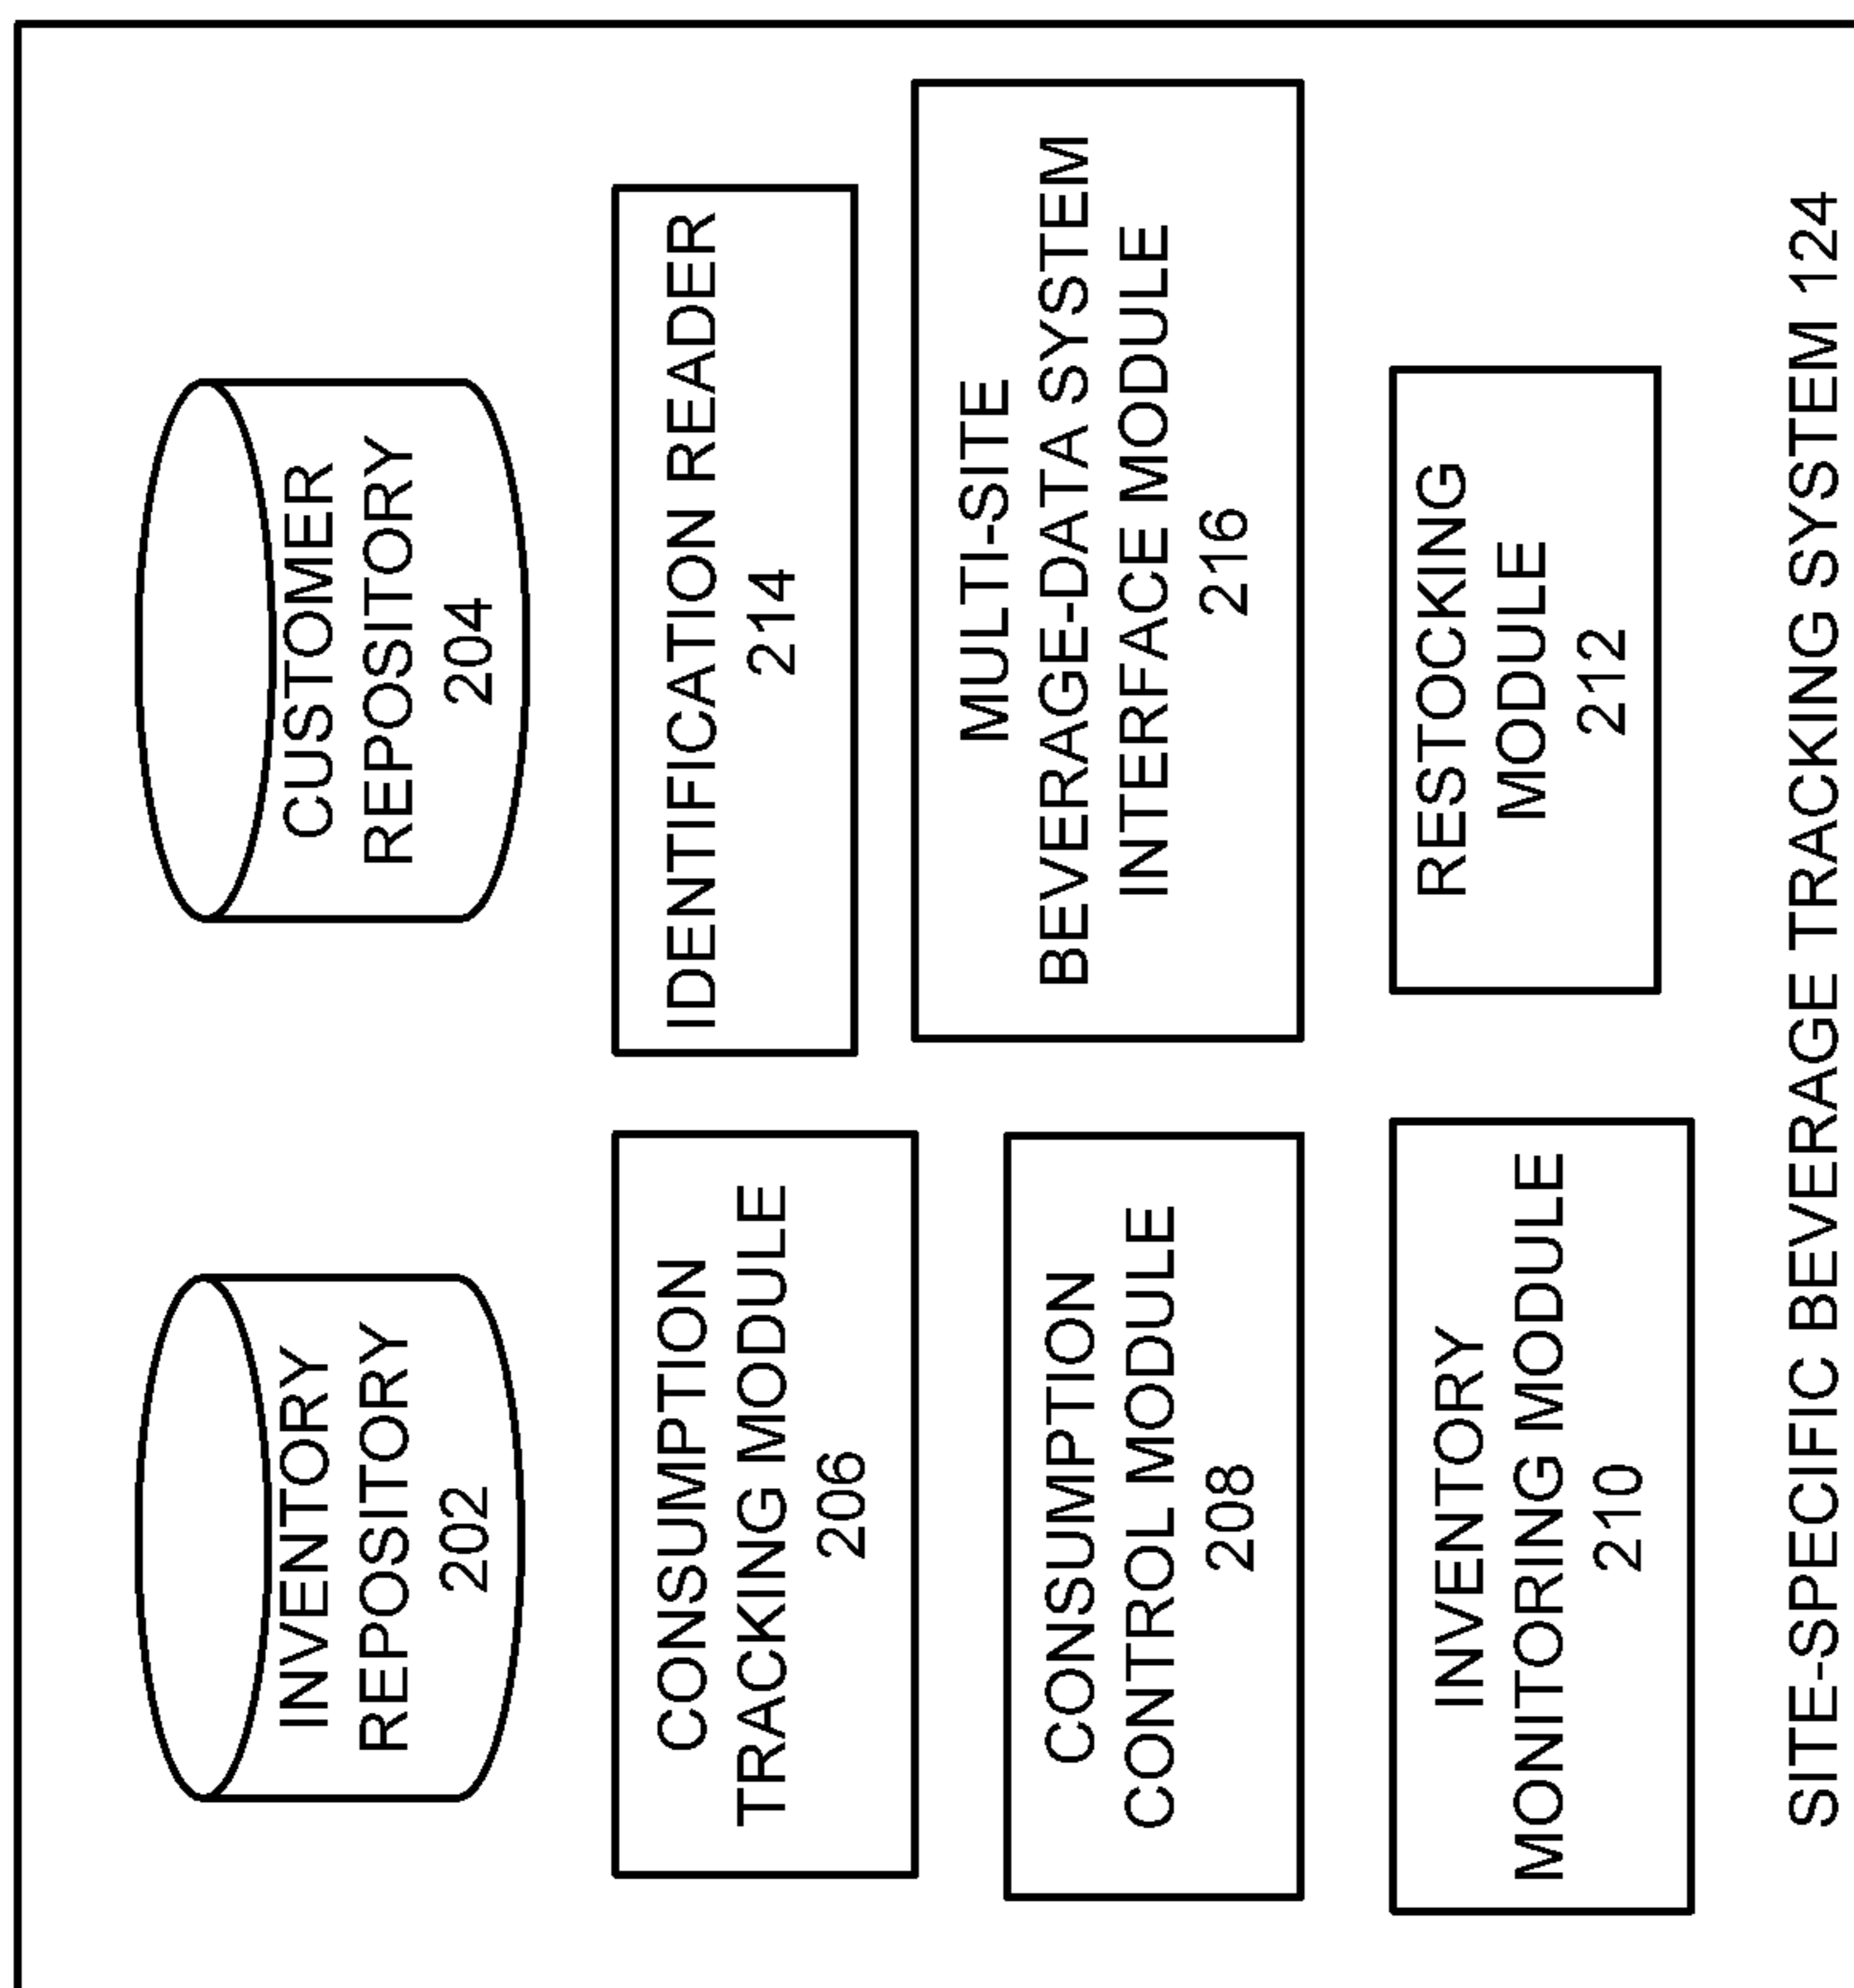 INVENTORY
REPOSITORY
202
CUSTOMER
REPOSITORY
204
CONSUMPTION
TRACKING MODULE
206
IDENTIFICATION READER
214
CONSUMPTION
CONTROL MODULE
208
MULTI-SITE
BEVERAGE-DATA SYSTEM
INTERFACE MODULE
216
INVENTORY
MONITORING MODULE
210
RESTOCKING
MODULE
212
SITE-SPECIFIC BEVERAGE TRACKING SYSTEM 124